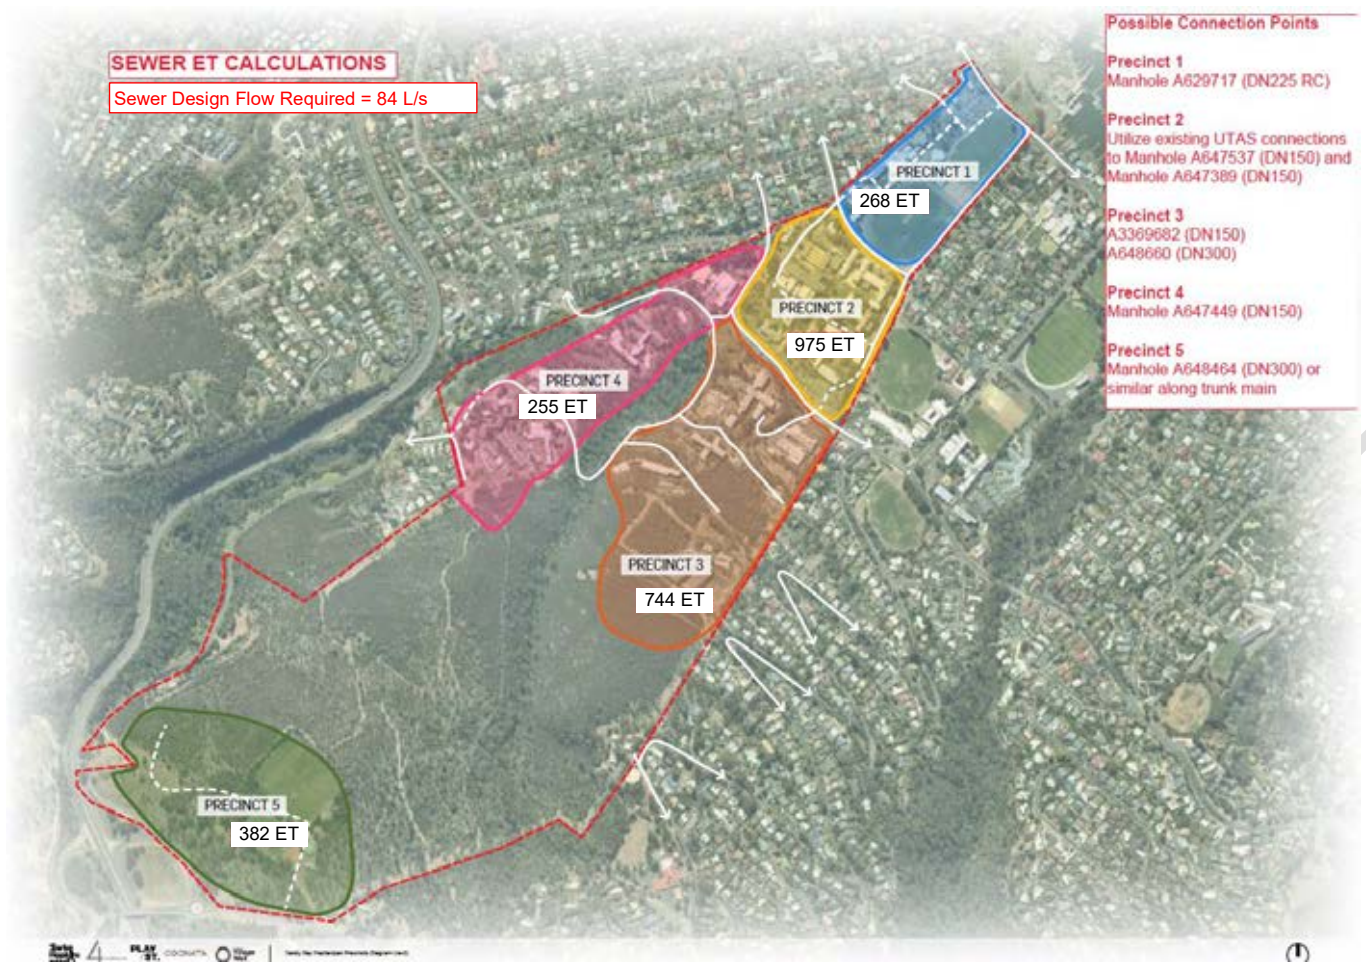 SEWER ET CALCULATIONS
Sewer Design Flow Required = 84 L/s
Possible Connection Points
Precinct 1
Manhole A629717 (DN225 RC)
Precinct 2
Utilize existing UTAS connections
to Manhole A647537 (DN150) and
Manhole A647389 (DN150)
Precinct 3
A3369682 (DN150)
A648660 (DN300)
Precinct 4
Manhole A647449 (DN150)
Precinct 5
Manhole A648464 (DN300) or
similar along trunk main
PRECINCT 1
268 ET
PRECINCT 2
975 ET
PRECINCT 4
255 ET
PRECINCT 3
744 ET
PRECINCT 5
382 ET
4
PLAY
ST.